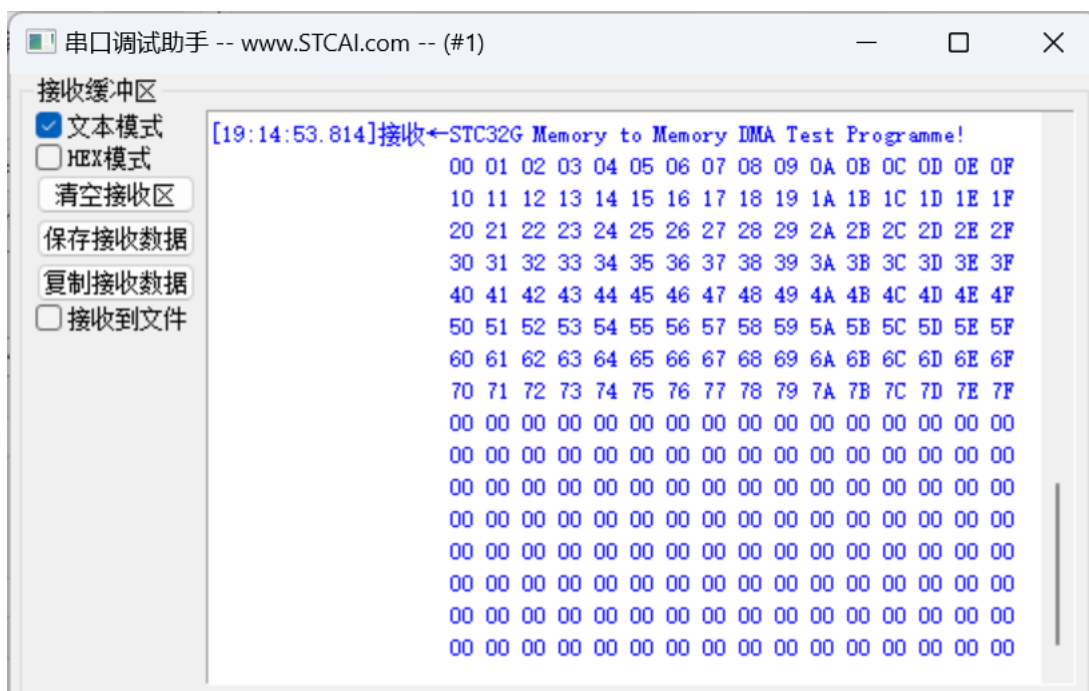 串口调试助手 -- www.STCAI.com -- (#1)
接收缓冲区
文本模式
HEX模式
清空接收区
保存接收数据
复制接收数据
接收到文件
[19:14:53.814]接收←STC32G Memory to Memory DMA Test Programme!
00 01 02 03 04 05 06 07 08 09 0A 0B 0C 0D 0E 0F
10 11 12 13 14 15 16 17 18 19 1A 1B 1C 1D 1E 1F
20 21 22 23 24 25 26 27 28 29 2A 2B 2C 2D 2E 2F
30 31 32 33 34 35 36 37 38 39 3A 3B 3C 3D 3E 3F
40 41 42 43 44 45 46 47 48 49 4A 4B 4C 4D 4E 4F
50 51 52 53 54 55 56 57 58 59 5A 5B 5C 5D 5E 5F
60 61 62 63 64 65 66 67 68 69 6A 6B 6C 6D 6E 6F
70 71 72 73 74 75 76 77 78 79 7A 7B 7C 7D 7E 7F
00 00 00 00 00 00 00 00 00 00 00 00 00 00 00 00
00 00 00 00 00 00 00 00 00 00 00 00 00 00 00 00
00 00 00 00 00 00 00 00 00 00 00 00 00 00 00 00
00 00 00 00 00 00 00 00 00 00 00 00 00 00 00 00
00 00 00 00 00 00 00 00 00 00 00 00 00 00 00 00
00 00 00 00 00 00 00 00 00 00 00 00 00 00 00 00
00 00 00 00 00 00 00 00 00 00 00 00 00 00 00 00
00 00 00 00 00 00 00 00 00 00 00 00 00 00 00 00